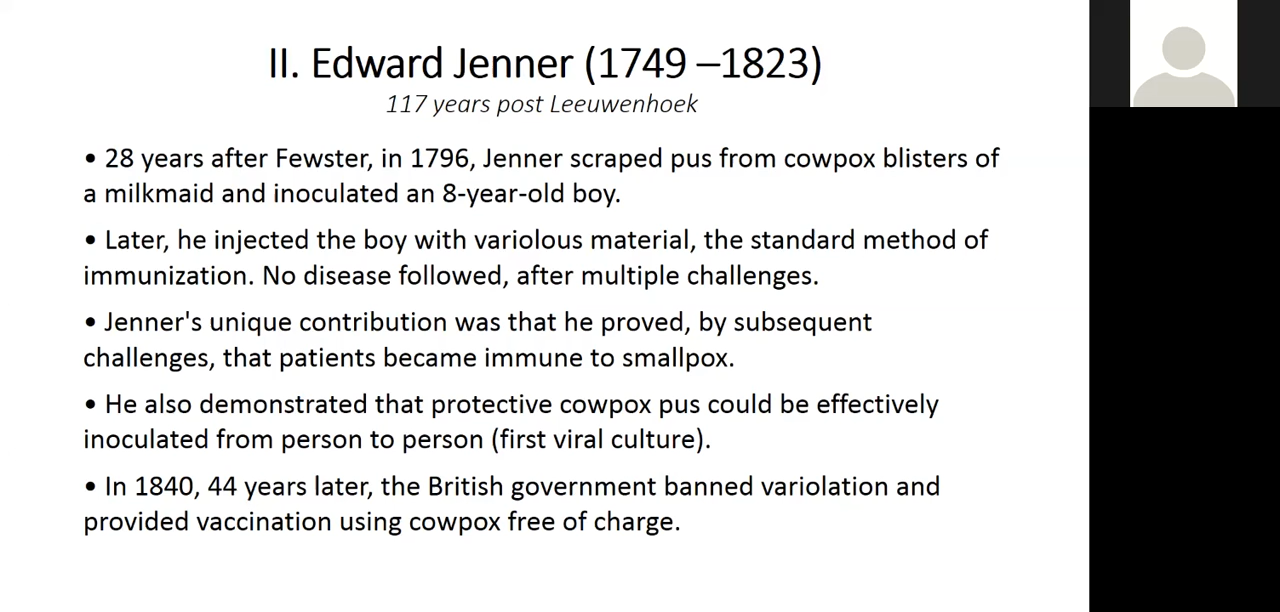 II. Edward Jenner (1749 –1823)
117 years post Leeuwenhoek
• 28 years after Fewster, in 1796, Jenner scraped pus from cowpox blisters of
a milkmaid and inoculated an 8-year-old boy.
• Later, he injected the boy with variolous material, the standard method of
immunization. No disease followed, after multiple challenges.
• Jenner's unique contribution was that he proved, by subsequent
challenges, that patients became immune to smallpox.
• He also demonstrated that protective cowpox pus could be effectively
inoculated from person to person (first viral culture).
• In 1840, 44 years later, the British government banned variolation and
provided vaccination using cowpox free of charge.